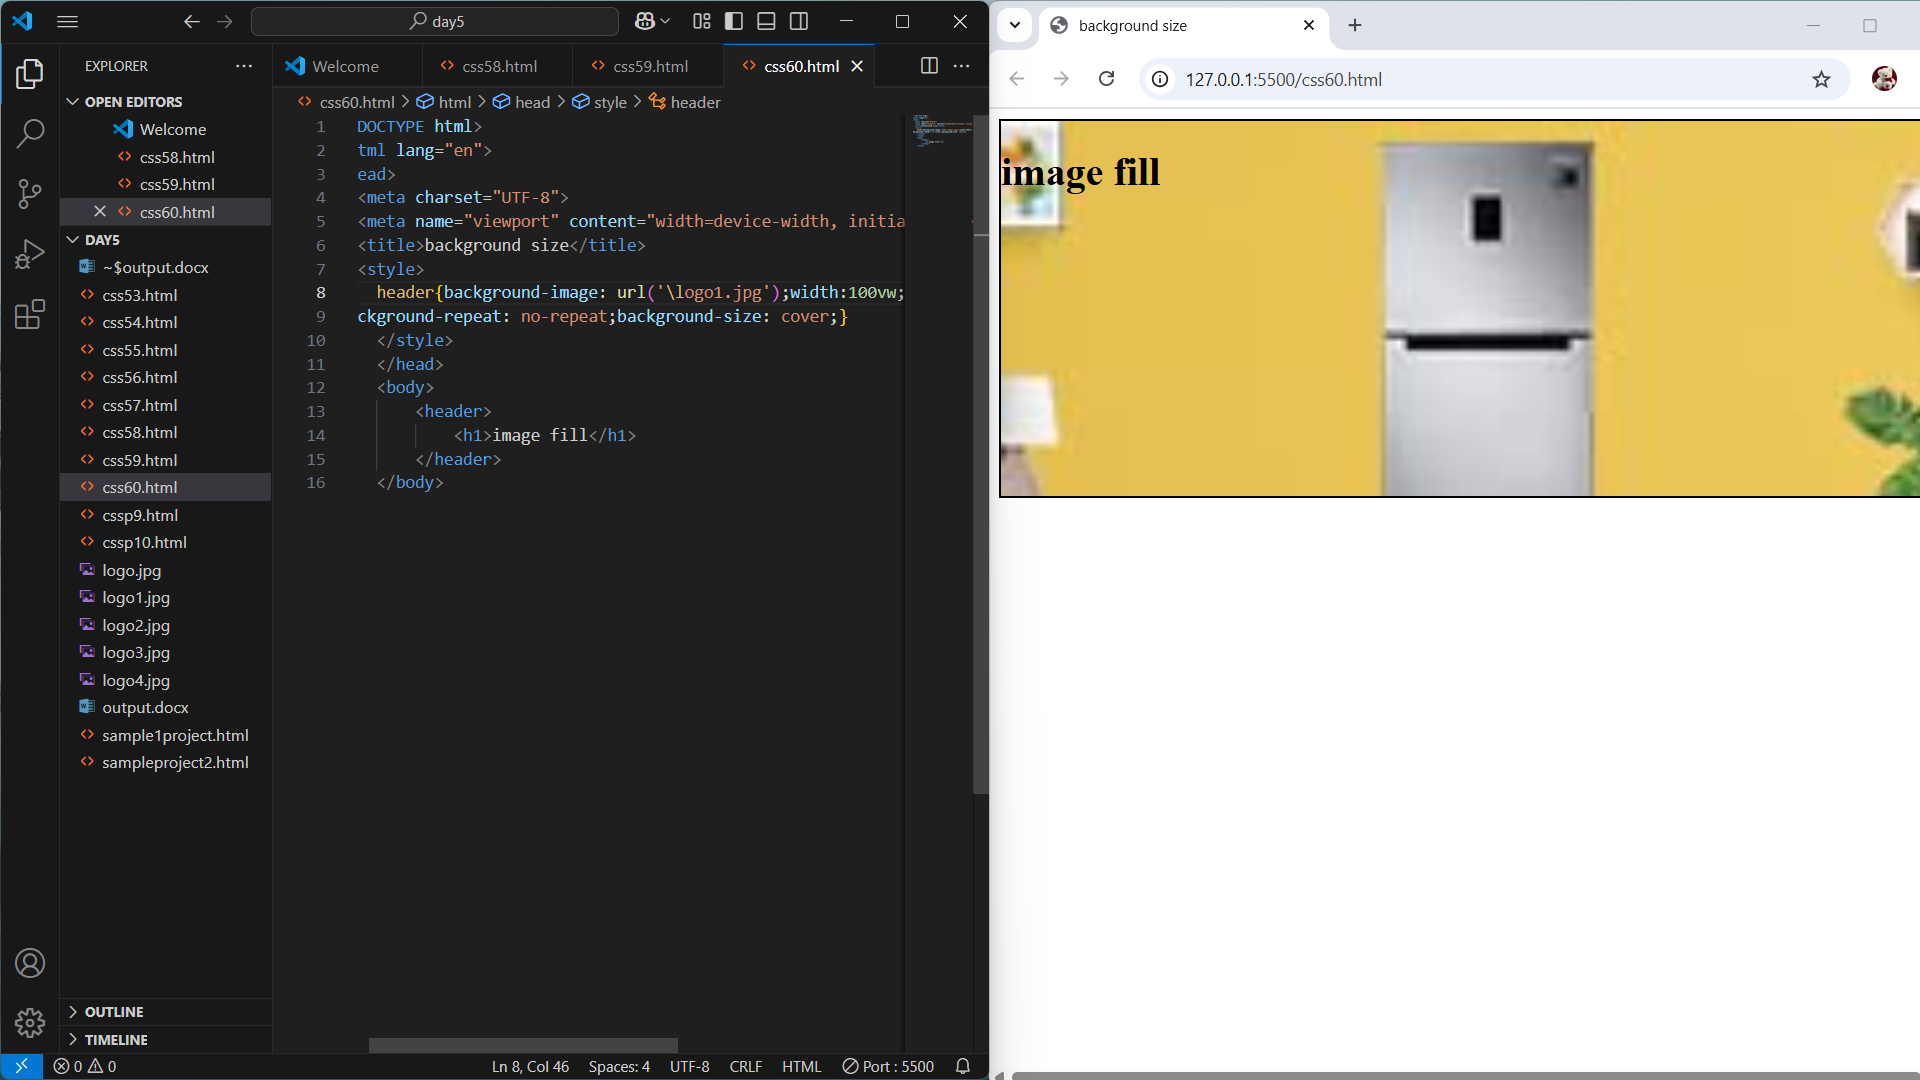 day5
EXPLORER
OPEN EDITORS
Welcome
css58.html
css59.html
css60.html
DAY5
~$output.docx
css53.html
css54.html
css55.html
css56.html
css57.html
css58.html
css59.html
css60.html
cssp9.html
cssp10.html
logo.jpg
logo1.jpg
logo2.jpg
logo3.jpg
logo4.jpg
output.docx
sample1project.html
sampleproject2.html
OUTLINE
TIMELINE
Welcome css58.html css59.html css60.html
css60.html > html > head > style > header
1 DOCTYPE html>
2 tml lang="en">
3 ead>
4 <meta charset="UTF-8">
5 <meta name="viewport" content="width=device-width, initia
6 <title>background size</title>
7 <style>
8 header{background-image: url('\logo1.jpg');width:100vw;
9 ckground-repeat: no-repeat;background-size: cover;}
10 </style>
11 </head>
12 <body>
13 <header>
14 <h1>image fill</h1>
15 </header>
16 </body>
0 0 Ln 8, Col 46 Spaces: 4 UTF-8 CRLF HTML Port : 5500
background size
127.0.0.1:5500/css60.html
image fill